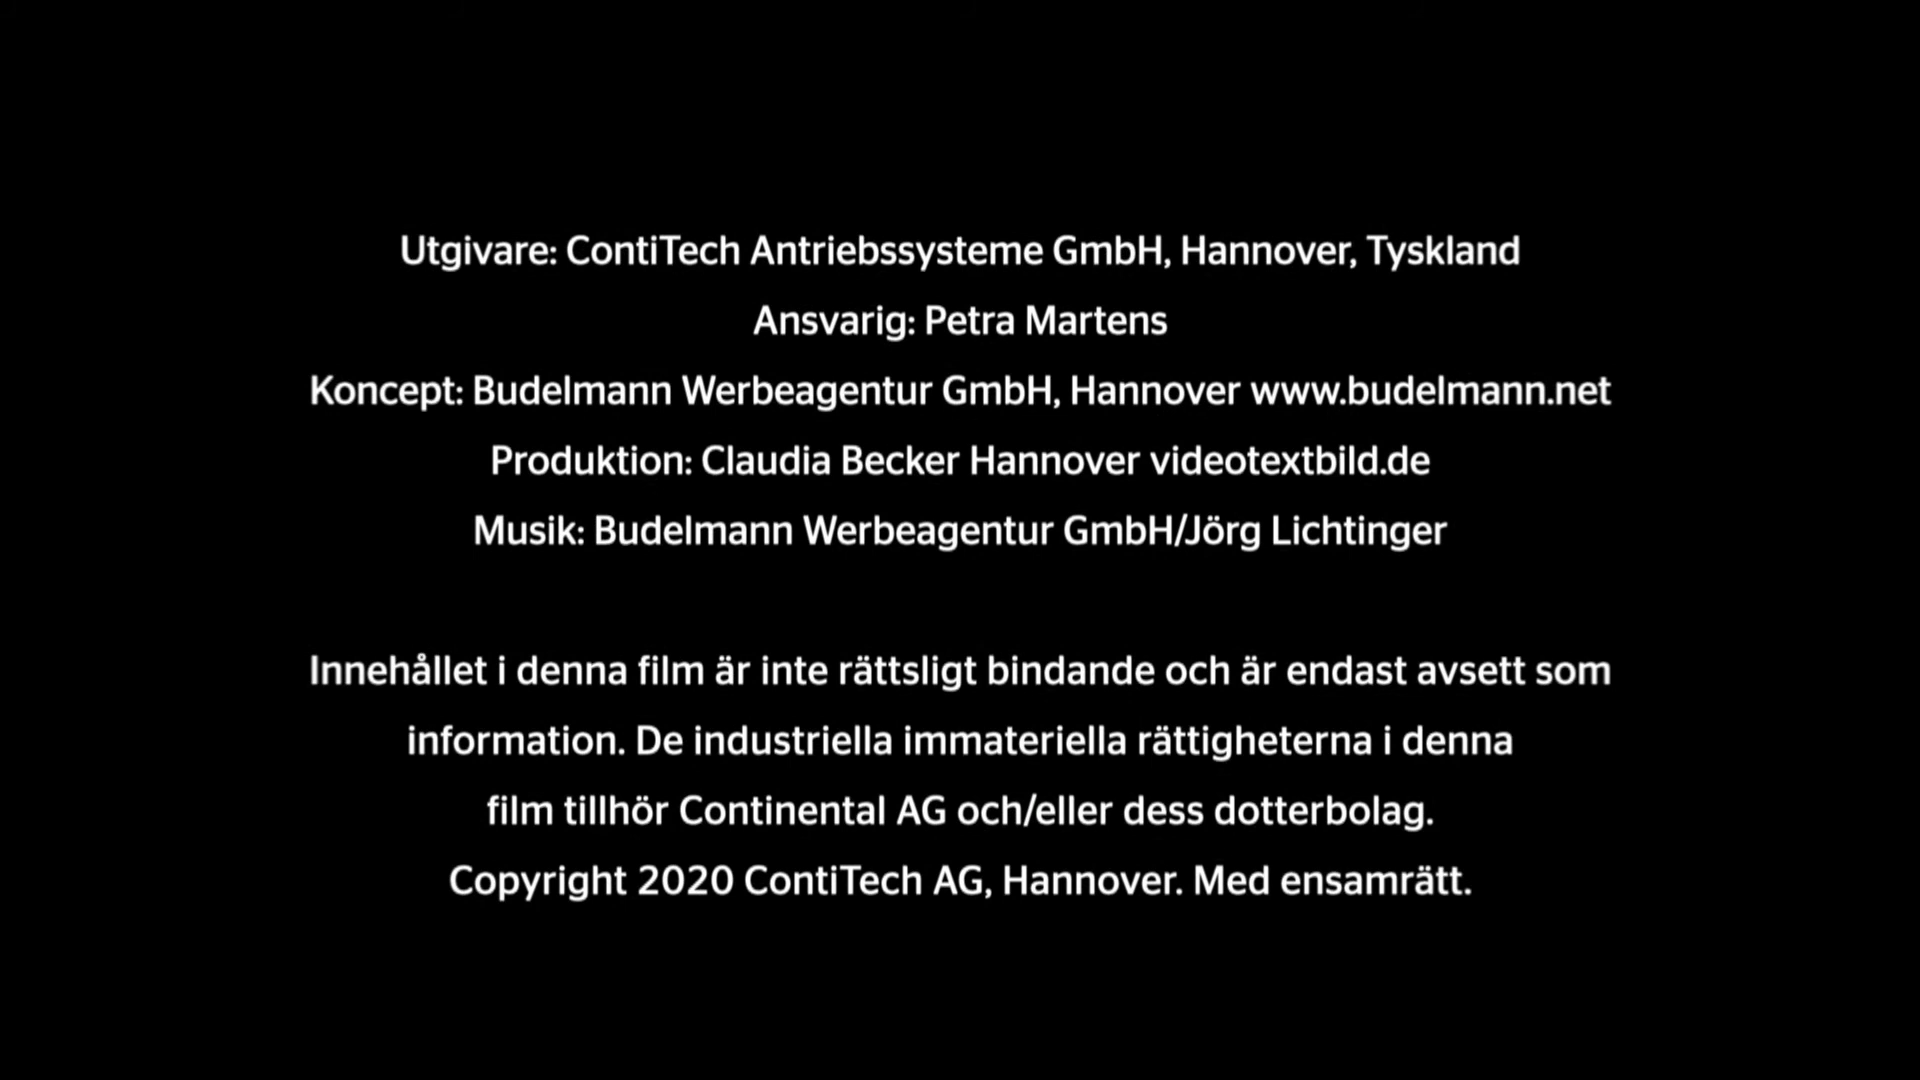 Utgivare: ContiTech Antriebssysteme GmbH, Hannover, Tyskland
Ansvarig: Petra Martens
Koncept: Budelmann Werbeagentur GmbH, Hannover www.budelmann.net
Produktion: Claudia Becker Hannover videotextbild.de
Musik: Budelmann Werbeagentur GmbH/Jörg Lichtinger
Innehållet i denna film är inte rättsligt bindande och är endast avsett som
information. De industriella immateriella rättigheterna i denna
film tillhör Continental AG och/eller dess dotterbolag.
Copyright 2020 ContiTech AG, Hannover. Med ensamrätt.